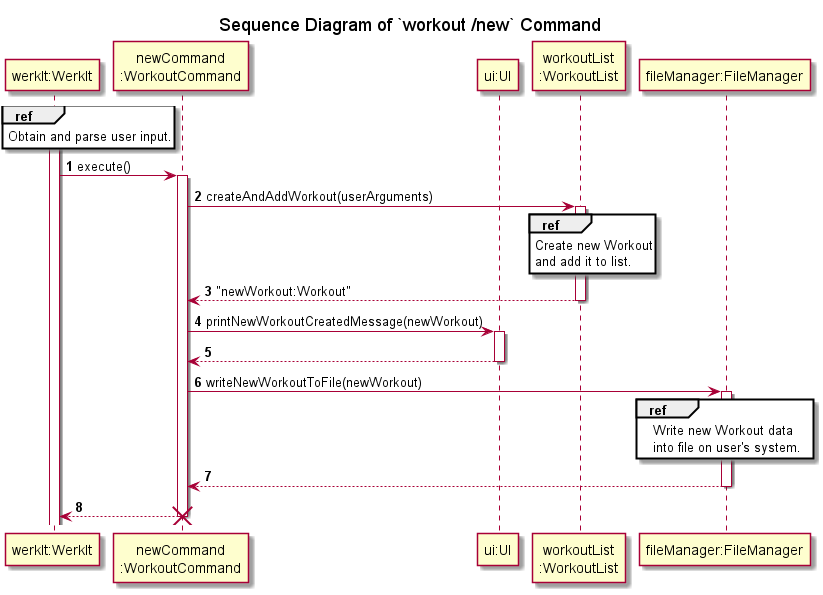 Sequence Diagram of `workout /new` Command
werkIt:WerkIt
newCommand
:WorkoutCommand
ui:UI
workoutList
:WorkoutList
fileManager:FileManager
ref
Obtain and parse user input.
1 execute()
2 createAndAddWorkout(userArguments)
ref
Create new Workout
and add it to list.
3 "newWorkout:Workout"
4 printNewWorkoutCreatedMessage(newWorkout)
5
6 writeNewWorkoutToFile(newWorkout)
ref
Write new Workout data
into file on user's system.
7
8
werkIt:WerkIt
newCommand
:WorkoutCommand
ui:UI
workoutList
:WorkoutList
fileManager:FileManager